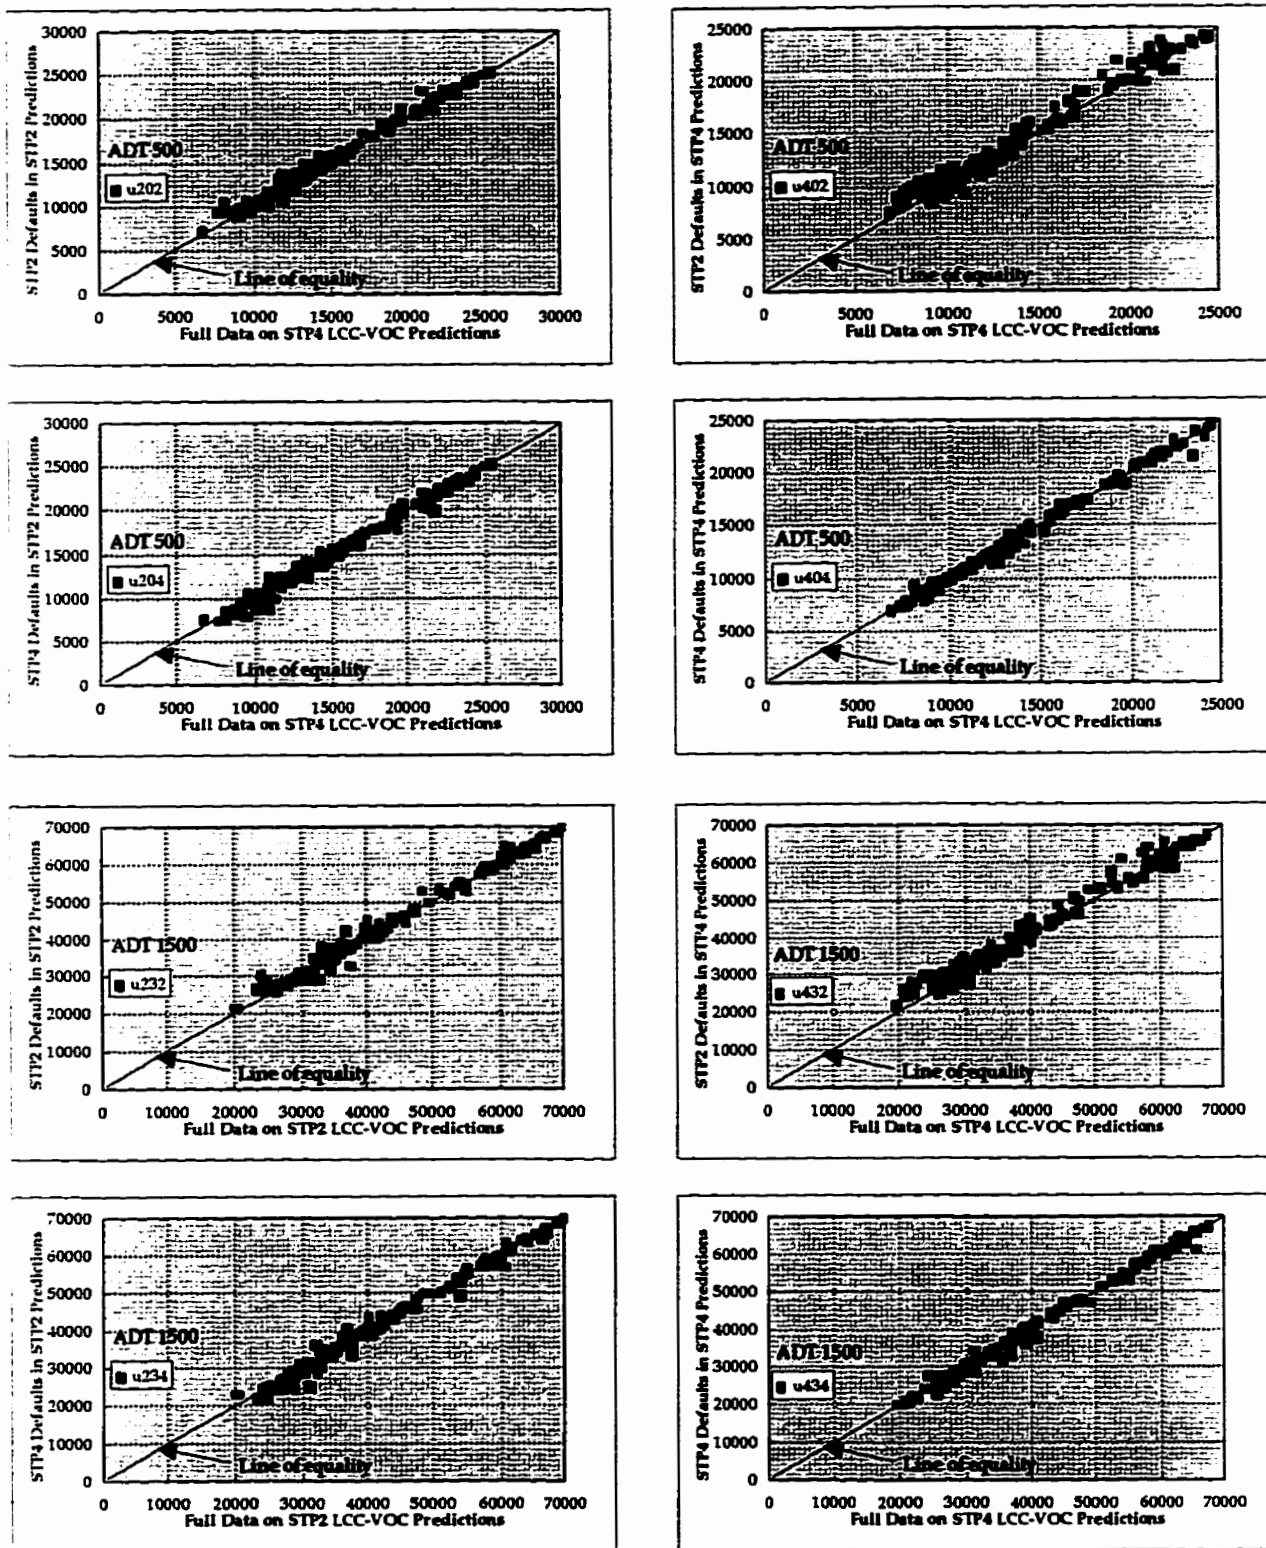 30000
25000
20000
15000
10000
5000
0
STP2 Defaults in STP2 Predictions
ADT 500
u202
Line of equality
0 5000 10000 15000 20000 25000 30000
Full Data on STP4 LCC-VOC Predictions
25000
20000
15000
10000
5000
0
STP2 Defaults in STP4 Predictions
ADT 500
u402
Line of equality
0 5000 10000 15000 20000 25000
Full Data on STP4 LCC-VOC Predictions
30000
25000
20000
15000
10000
5000
0
STP4 Defaults in STP2 Predictions
ADT 500
u204
Line of equality
0 5000 10000 15000 20000 25000 30000
Full Data on STP4 LCC-VOC Predictions
25000
20000
15000
10000
5000
0
STP4 Defaults in STP4 Predictions
ADT 500
u404
Line of equality
0 5000 10000 15000 20000 25000
Full Data on STP4 LCC-VOC Predictions
70000
60000
50000
40000
30000
20000
10000
0
STP2 Defaults in STP2 Predictions
ADT 1500
u232
Line of equality
0 10000 20000 30000 40000 50000 60000 70000
Full Data on STP2 LCC-VOC Predictions
70000
60000
50000
40000
30000
20000
10000
0
STP2 Defaults in STP4 Predictions
ADT 1500
u432
Line of equality
0 10000 20000 30000 40000 50000 60000 70000
Full Data on STP4 LCC-VOC Predictions
70000
60000
50000
40000
30000
20000
10000
0
STP4 Defaults in STP2 Predictions
ADT 1500
u234
Line of equality
0 10000 20000 30000 40000 50000 60000 70000
Full Data on STP2 LCC-VOC Predictions
70000
60000
50000
40000
30000
20000
10000
0
STP4 Defaults in STP4 Predictions
ADT 1500
u434
Line of equality
0 10000 20000 30000 40000 50000 60000 70000
Full Data on STP4 LCC-VOC Predictions